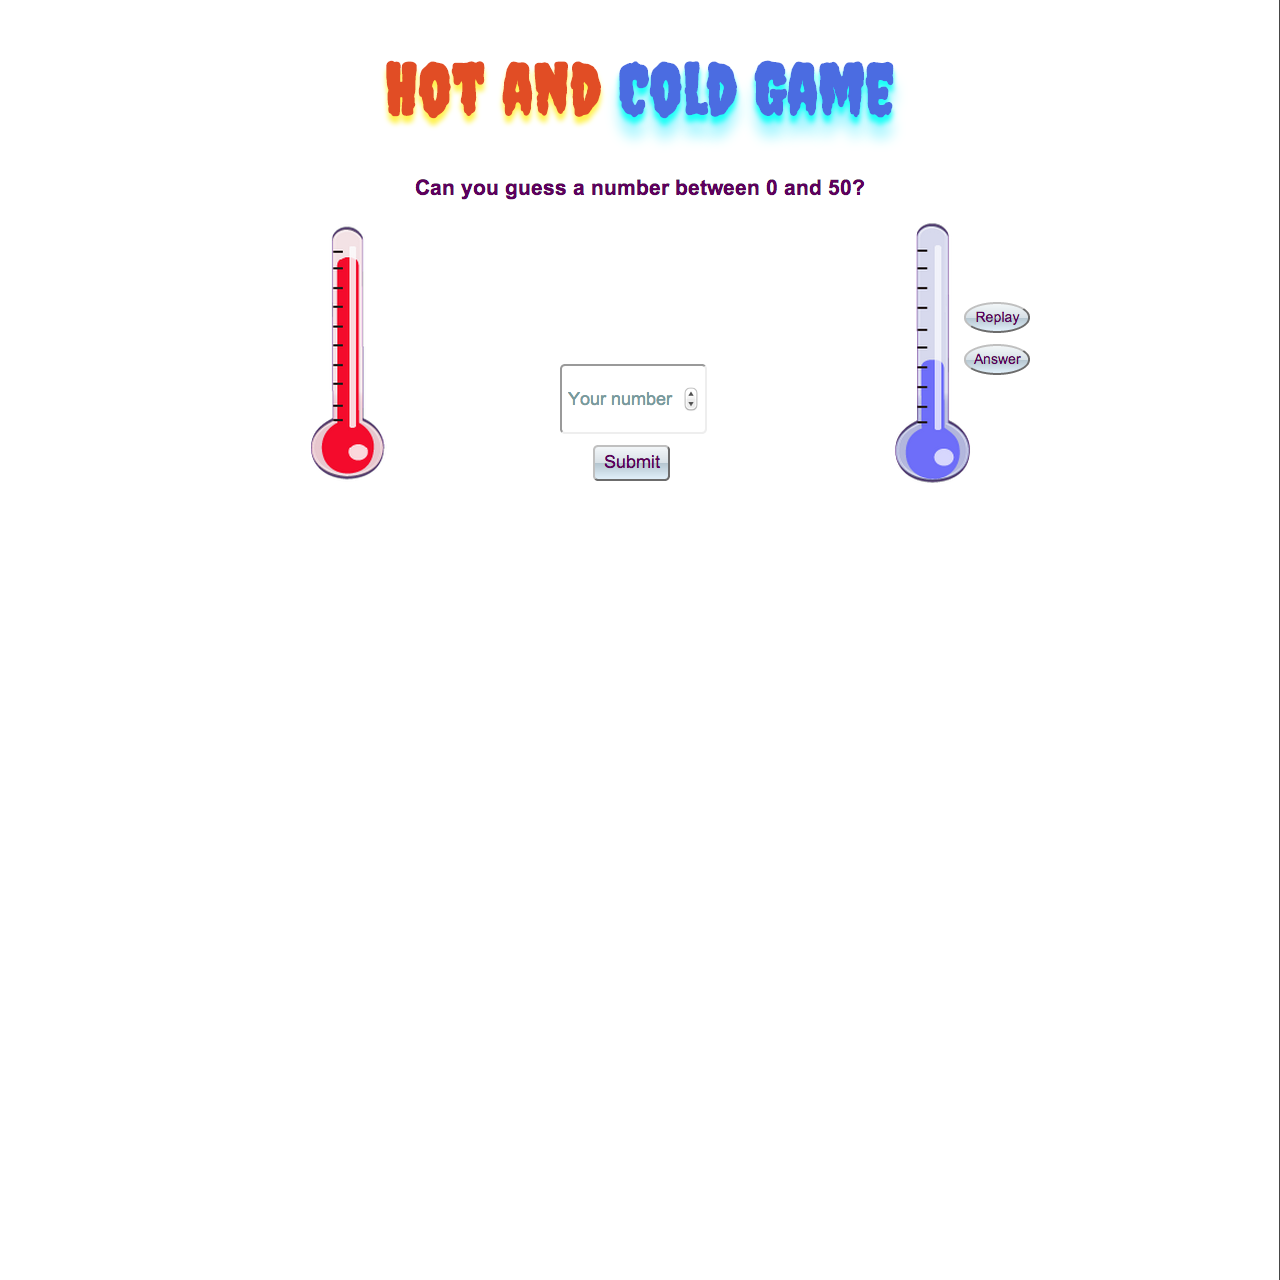 HOT AND COLD GAME
Can you guess a number between 0 and 50?
Replay
Answer
Your number
Submit